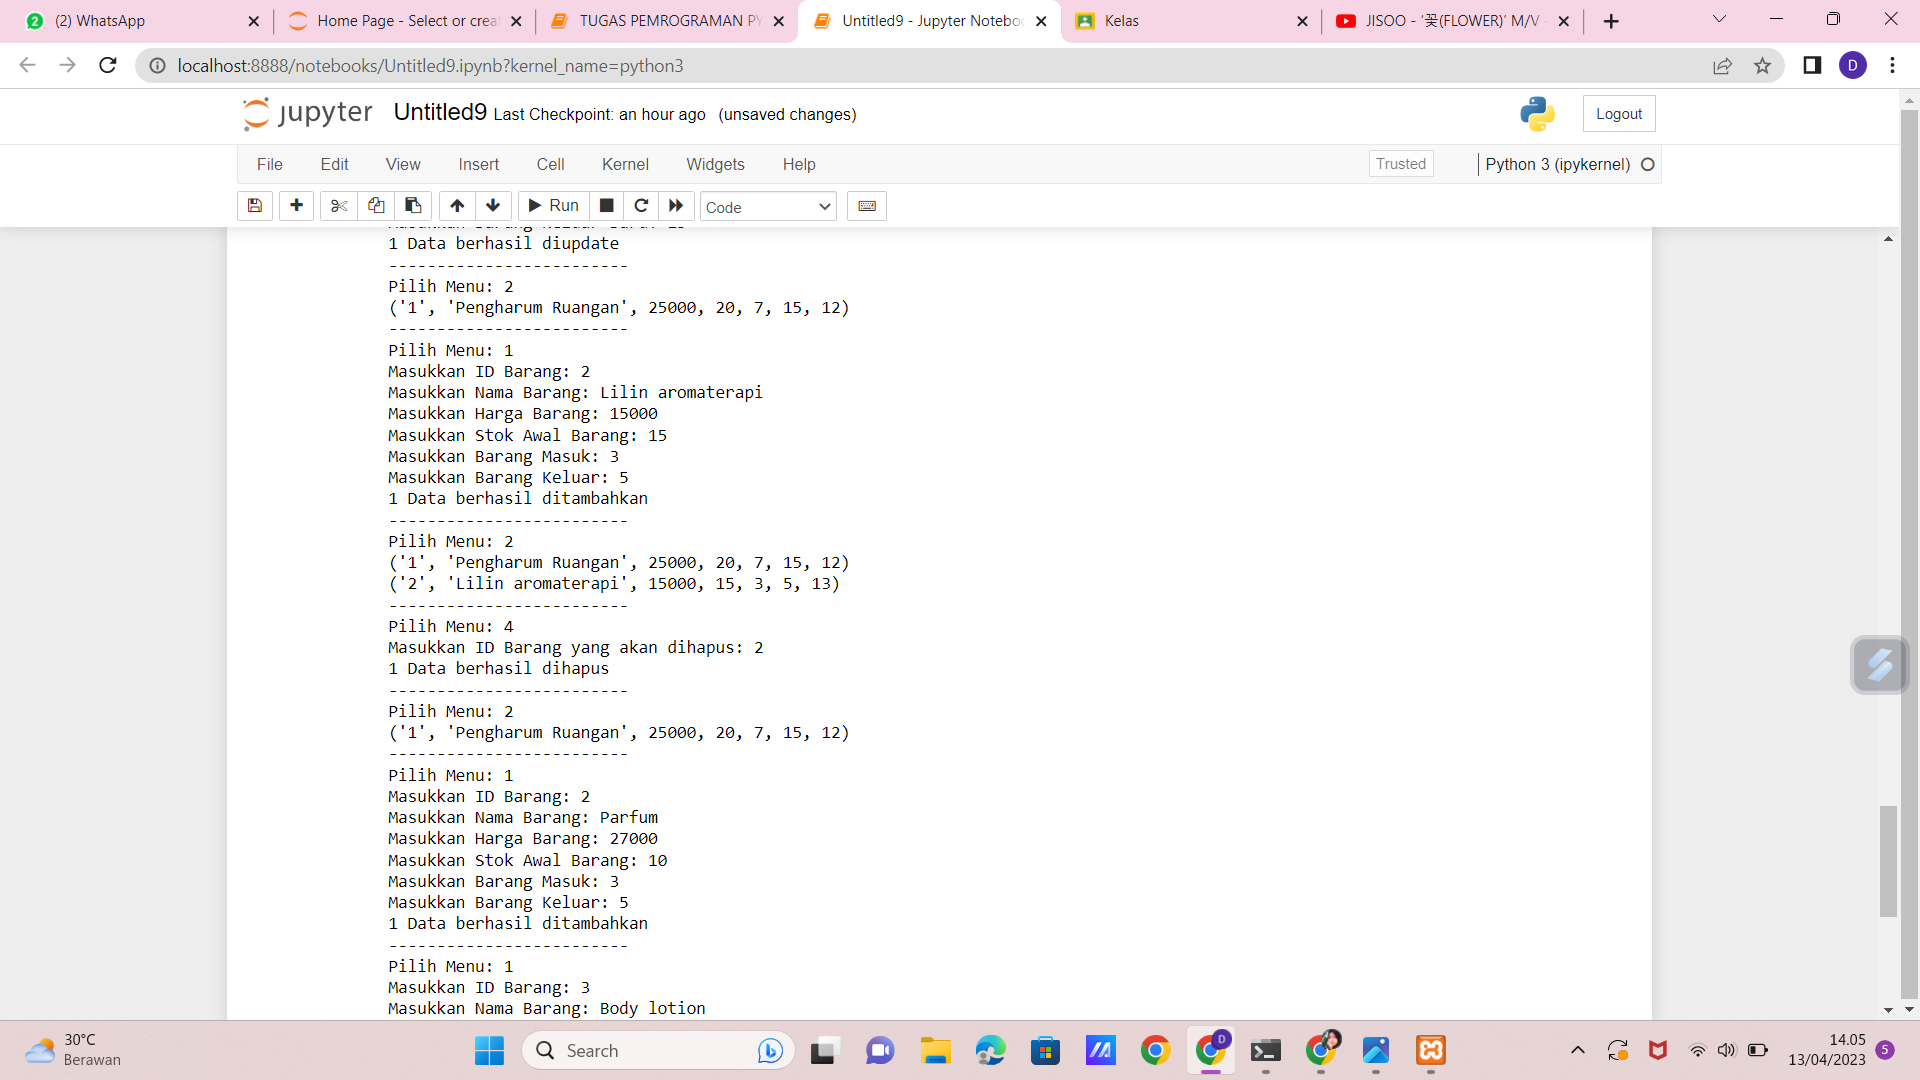 (2) WhatsApp
Home Page - Select or crea
TUGAS PEMROGRAMAN PY
Untitled9 - Jupyter Notebo
Kelas
JISOO - '꽃(FLOWER)' M/V -
localhost:8888/notebooks/Untitled9.ipynb?kernel_name=python3
D
jupyter Untitled9 Last Checkpoint: an hour ago (unsaved changes)
Logout
File Edit View Insert Cell Kernel Widgets Help
Trusted
Python 3 (ipykernel)
Run
Code
1 Data berhasil diupdate
-------------------------
Pilih Menu: 2
('1', 'Pengharum Ruangan', 25000, 20, 7, 15, 12)
-------------------------
Pilih Menu: 1
Masukkan ID Barang: 2
Masukkan Nama Barang: Lilin aromaterapi
Masukkan Harga Barang: 15000
Masukkan Stok Awal Barang: 15
Masukkan Barang Masuk: 3
Masukkan Barang Keluar: 5
1 Data berhasil ditambahkan
-------------------------
Pilih Menu: 2
('1', 'Pengharum Ruangan', 25000, 20, 7, 15, 12)
('2', 'Lilin aromaterapi', 15000, 15, 3, 5, 13)
-------------------------
Pilih Menu: 4
Masukkan ID Barang yang akan dihapus: 2
1 Data berhasil dihapus
-------------------------
Pilih Menu: 2
('1', 'Pengharum Ruangan', 25000, 20, 7, 15, 12)
-------------------------
Pilih Menu: 1
Masukkan ID Barang: 2
Masukkan Nama Barang: Parfum
Masukkan Harga Barang: 27000
Masukkan Stok Awal Barang: 10
Masukkan Barang Masuk: 3
Masukkan Barang Keluar: 5
1 Data berhasil ditambahkan
-------------------------
Pilih Menu: 1
Masukkan ID Barang: 3
Masukkan Nama Barang: Body lotion
30°C
Berawan
Search
14.05
13/04/2023
5